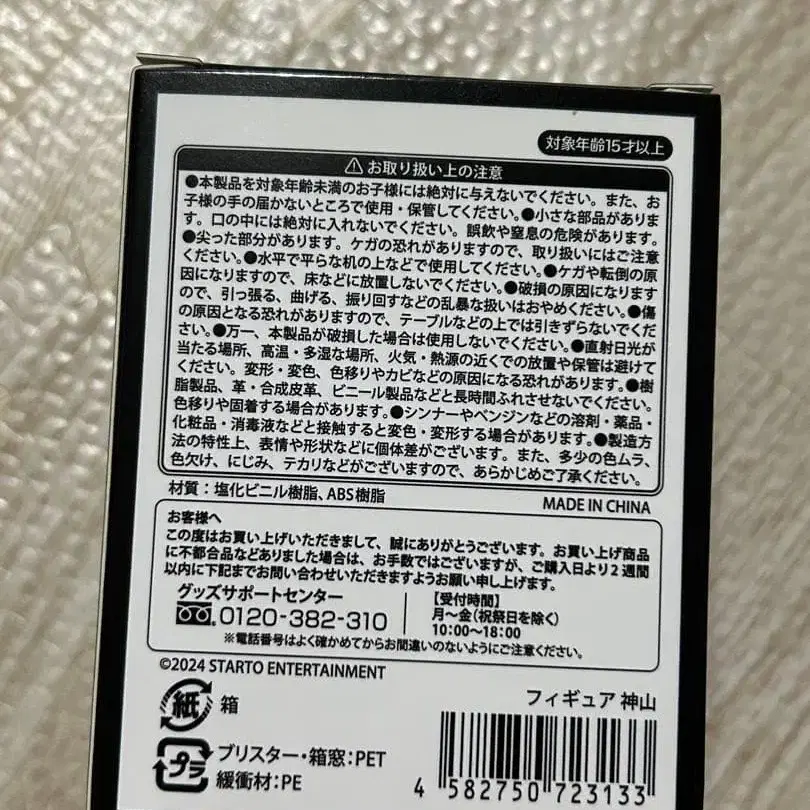 対象年齢15才以上
⚠お取り扱い上の注意
●本製品を対象年齢未満のお子様には絶対に与えないでください。また、お
子様の手の届かないところで使用・保管してください。●小さな部品がありま
す。口の中には絶対に入れないでください。誤飲や窒息の危険があります。
●尖った部分があります。ケガの恐れがありますので、取り扱いにはご注意
ください。●水平で平らな机の上などで使用してください。●ケガや転倒の原
因になりますので、床などに放置しないでください。●破損の原因になります
ので、引っ張る、曲げる、振り回すなどの乱暴な扱いはおやめください。●傷
の原因となる恐れがありますので、テーブルなどの上では引きずらないでくだ
さい。●万一、本製品が破損した場合は使用しないでください。●直射日光が
当たる場所、高温・多湿な場所、火気・熱源の近くでの放置や保管は避けて
ください。変形・変色、色移りやカビなどの原因になる恐れがあります。●樹
脂製品、革・合成皮革、ビニール製品などと長時間ふれさせないでください。
色移りや固着する場合があります。●シンナーやベンジンなどの溶剤・薬品・
化粧品・消毒液などと接触すると変色・変形する場合があります。●製造方
法の特性上、表情や形状などに個体差がございます。また、多少の色ムラ、
色欠け、にじみ、テカリなどがございますので、あらかじめご了承ください。
材質：塩化ビニル樹脂、ABS樹脂
MADE IN CHINA
お客様へ
この度はお買い上げいただきまして、誠にありがとうございます。お買い上げ商品
に不都合品などありました場合は、お手数ではございますが、ご購入日より2週間
以内に下記までお問い合わせいただきますようお願い申し上げます。
グッズサポートセンター
0120-382-310
【受付時間】
月〜金(祝祭日を除く)
10:00〜18:00
※電話番号はよく確かめてからお間違いのないようにご注意ください。
©2024 STARTO ENTERTAINMENT
紙 箱
フィギュア 神山
プラ ブリスター・箱窓：PET
緩衝材：PE
4 582750 723133